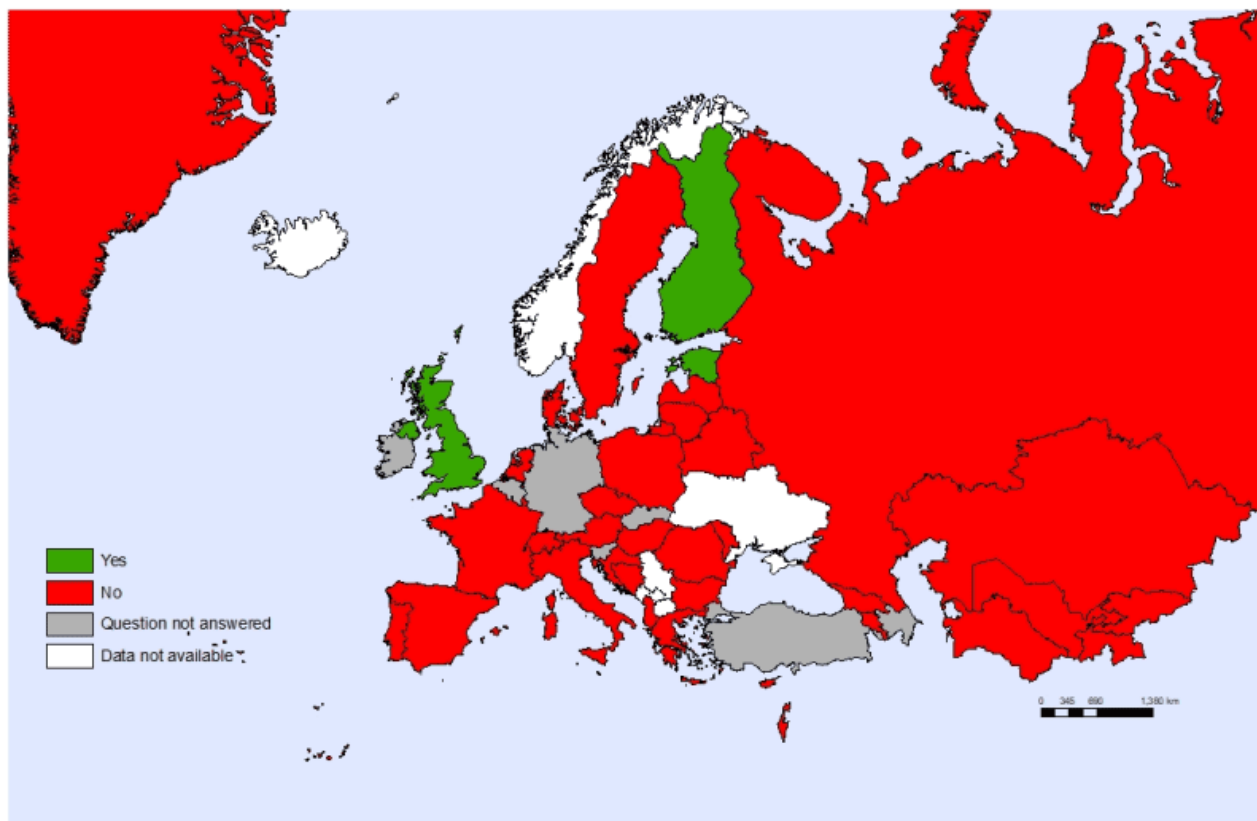 Yes
No
Question not answered
Data not available
0 345 690 1,380 km